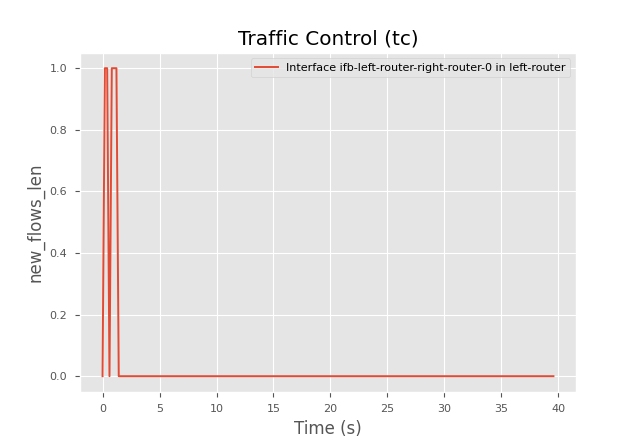 Traffic Control (tc)
Interface ifb-left-router-right-router-0 in left-router
new_flows_len
1.0
0.8
0.6
0.4
0.2
0.0
0 5 10 15 20 25 30 35 40
Time (s)